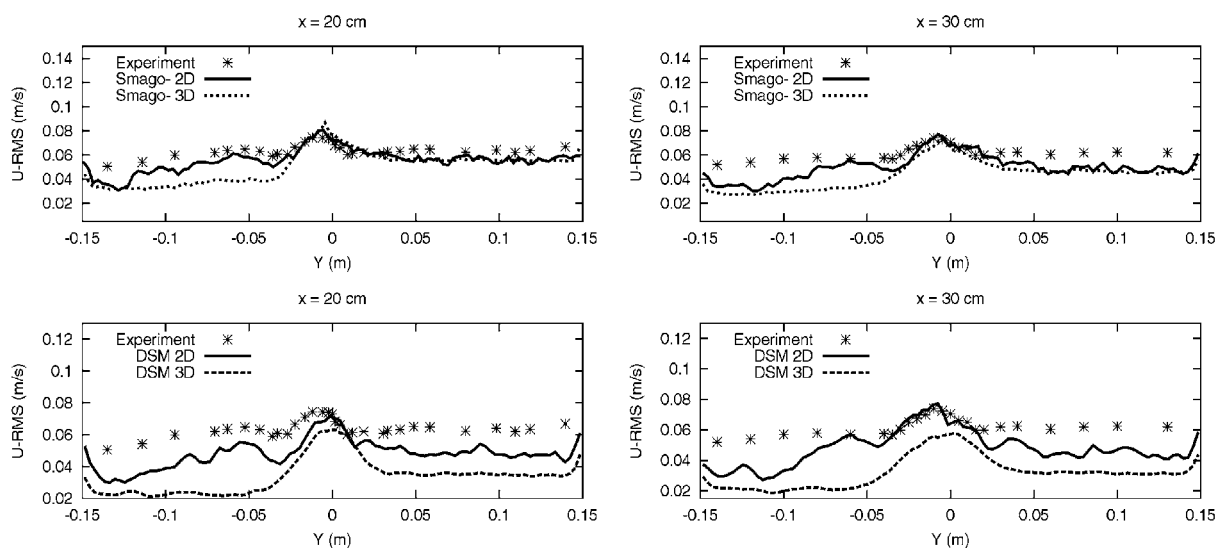 x = 20 cm
U-RMS (m/s)
0.14
0.12
0.1
0.08
0.06
0.04
0.02
Experiment
Smago- 2D
Smago- 3D
-0.15 -0.1 -0.05 0 0.05 0.1 0.15
Y (m)
x = 30 cm
U-RMS (m/s)
0.14
0.12
0.1
0.08
0.06
0.04
0.02
Experiment
Smago- 2D
Smago- 3D
-0.15 -0.1 -0.05 0 0.05 0.1 0.15
Y (m)
x = 20 cm
U-RMS (m/s)
0.12
0.1
0.08
0.06
0.04
0.02
Experiment
DSM 2D
DSM 3D
-0.15 -0.1 -0.05 0 0.05 0.1 0.15
Y (m)
x = 30 cm
U-RMS (m/s)
0.12
0.1
0.08
0.06
0.04
0.02
Experiment
DSM 2D
DSM 3D
-0.15 -0.1 -0.05 0 0.05 0.1 0.15
Y (m)